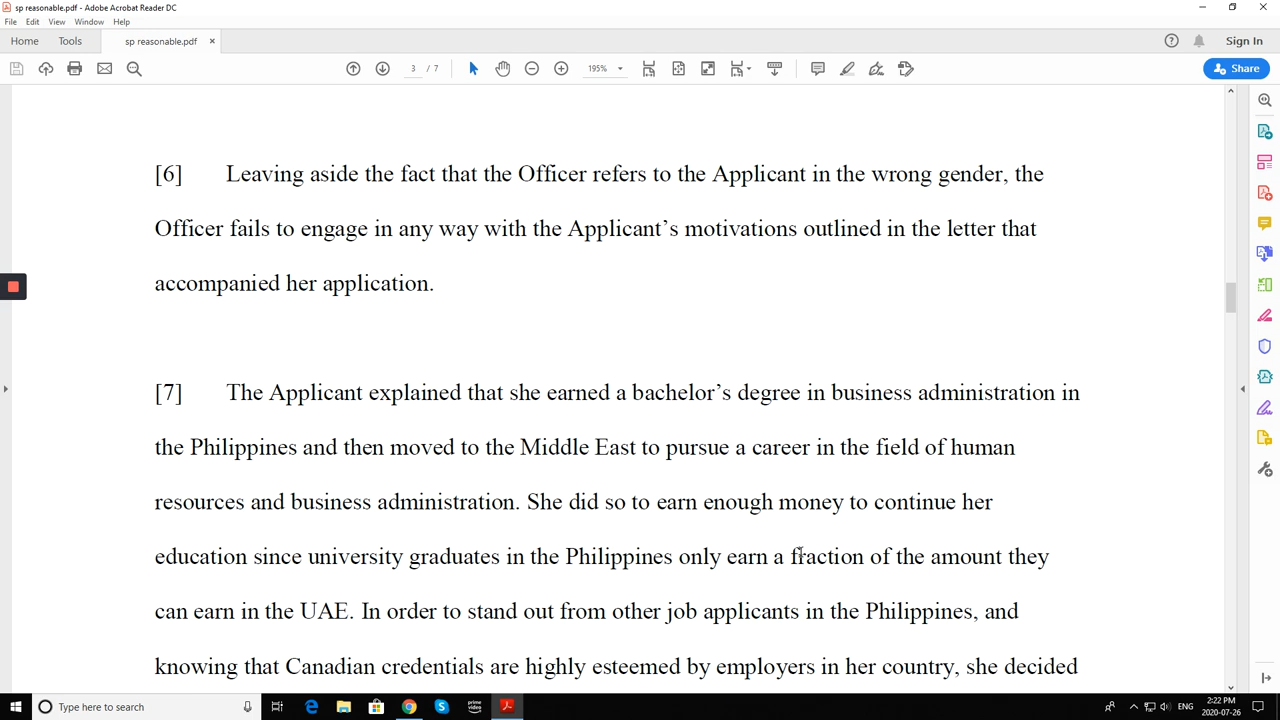 sp reasonable.pdf - Adobe Acrobat Reader DC
File Edit View Window Help
Home Tools sp reasonable.pdf × Sign In
3 / 7 195% Share
[6] Leaving aside the fact that the Officer refers to the Applicant in the wrong gender, the
Officer fails to engage in any way with the Applicant’s motivations outlined in the letter that
accompanied her application.
[7] The Applicant explained that she earned a bachelor’s degree in business administration in
the Philippines and then moved to the Middle East to pursue a career in the field of human
resources and business administration. She did so to earn enough money to continue her
education since university graduates in the Philippines only earn a fraction of the amount they
can earn in the UAE. In order to stand out from other job applicants in the Philippines, and
knowing that Canadian credentials are highly esteemed by employers in her country, she decided
Type here to search prime video ENG 2:22 PM
2020-07-26